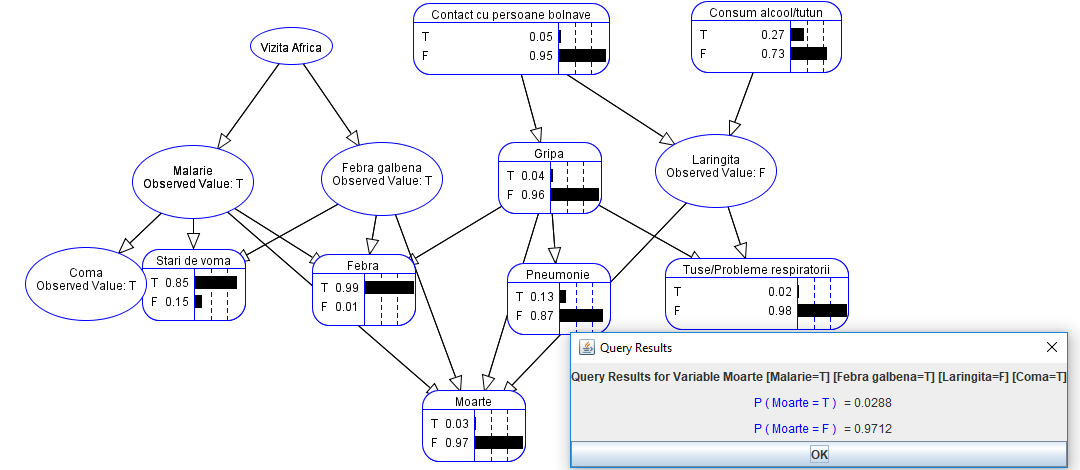 Contact cu persoane bolnave
T 0.05
F 0.95
Consum alcool/tutun
T 0.27
F 0.73
Vizita Africa
Malarie
Observed Value: T
Febra galbena
Observed Value: T
Gripa
T 0.04
F 0.96
Laringita
Observed Value: F
Coma
Observed Value: T
Stari de voma
T 0.85
F 0.15
Febra
T 0.99
F 0.01
Pneumonie
T 0.13
F 0.87
Tuse/Probleme respiratorii
T 0.02
F 0.98
Moarte
T 0.03
F 0.97
Query Results
Query Results for Variable Moarte [Malarie=T] [Febra galbena=T] [Laringita=F] [Coma=T]
P ( Moarte = T ) = 0.0288
P ( Moarte = F ) = 0.9712
OK